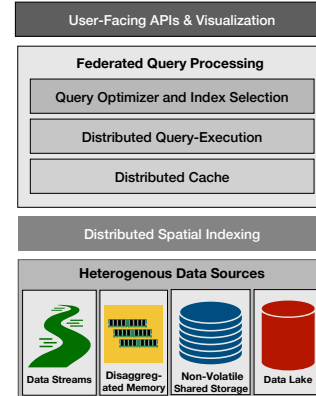 User-Facing APIs & Visualization
Federated Query Processing
Query Optimizer and Index Selection
Distributed Query-Execution
Distributed Cache
Distributed Spatial Indexing
Heterogenous Data Sources
Data Streams
Disaggreg-
ated Memory
Non-Volatile
Shared Storage
Data Lake